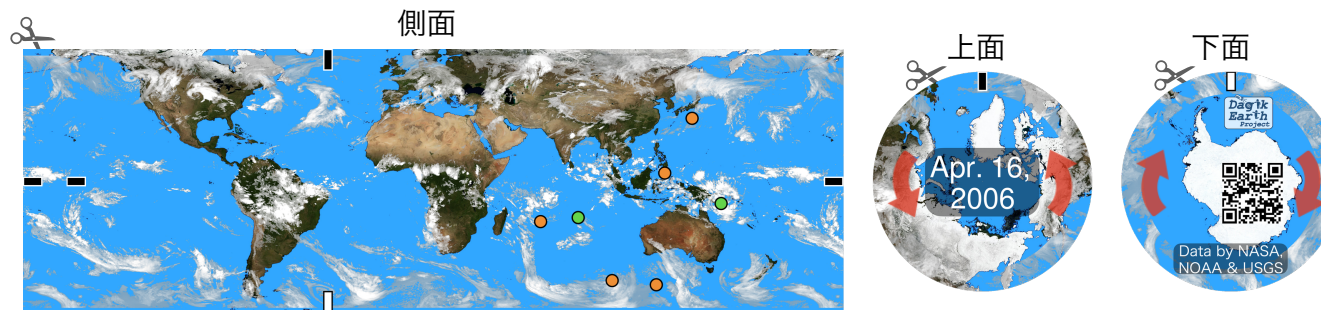 側面
上面
下面
Apr. 16,
2006
Dagik
Earth
Project
Data by NASA,
NOAA & USGS